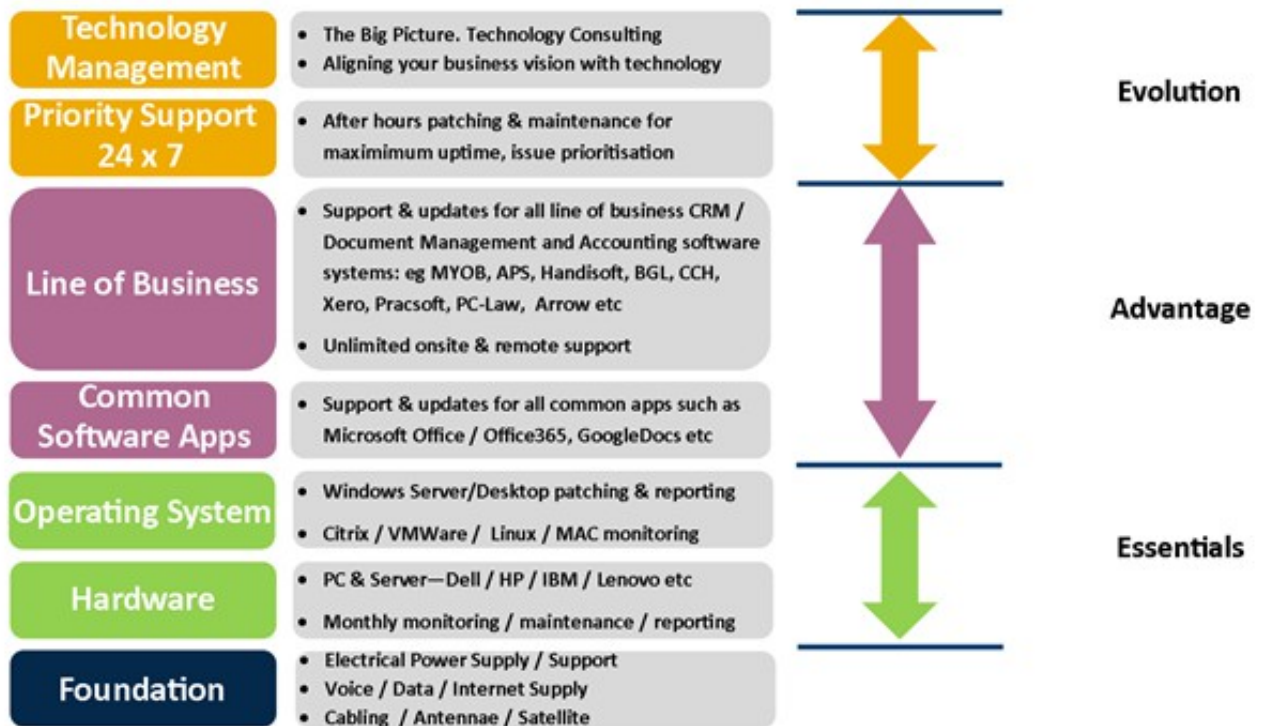 Technology
Management
• The Big Picture. Technology Consulting
• Aligning your business vision with technology
Evolution
Priority Support
24 x 7
• After hours patching & maintenance for
maximimum uptime, issue prioritisation
Line of Business
• Support & updates for all line of business CRM /
Document Management and Accounting software
systems: eg MYOB, APS, Handisoft, BGL, CCH,
Xero, Pracsoft, PC-Law, Arrow etc
• Unlimited onsite & remote support
Advantage
Common
Software Apps
• Support & updates for all common apps such as
Microsoft Office / Office365, GoogleDocs etc
Operating System
• Windows Server/Desktop patching & reporting
• Citrix / VMWare / Linux / MAC monitoring
Essentials
Hardware
• PC & Server—Dell / HP / IBM / Lenovo etc
• Monthly monitoring / maintenance / reporting
Foundation
• Electrical Power Supply / Support
• Voice / Data / Internet Supply
• Cabling / Antennae / Satellite